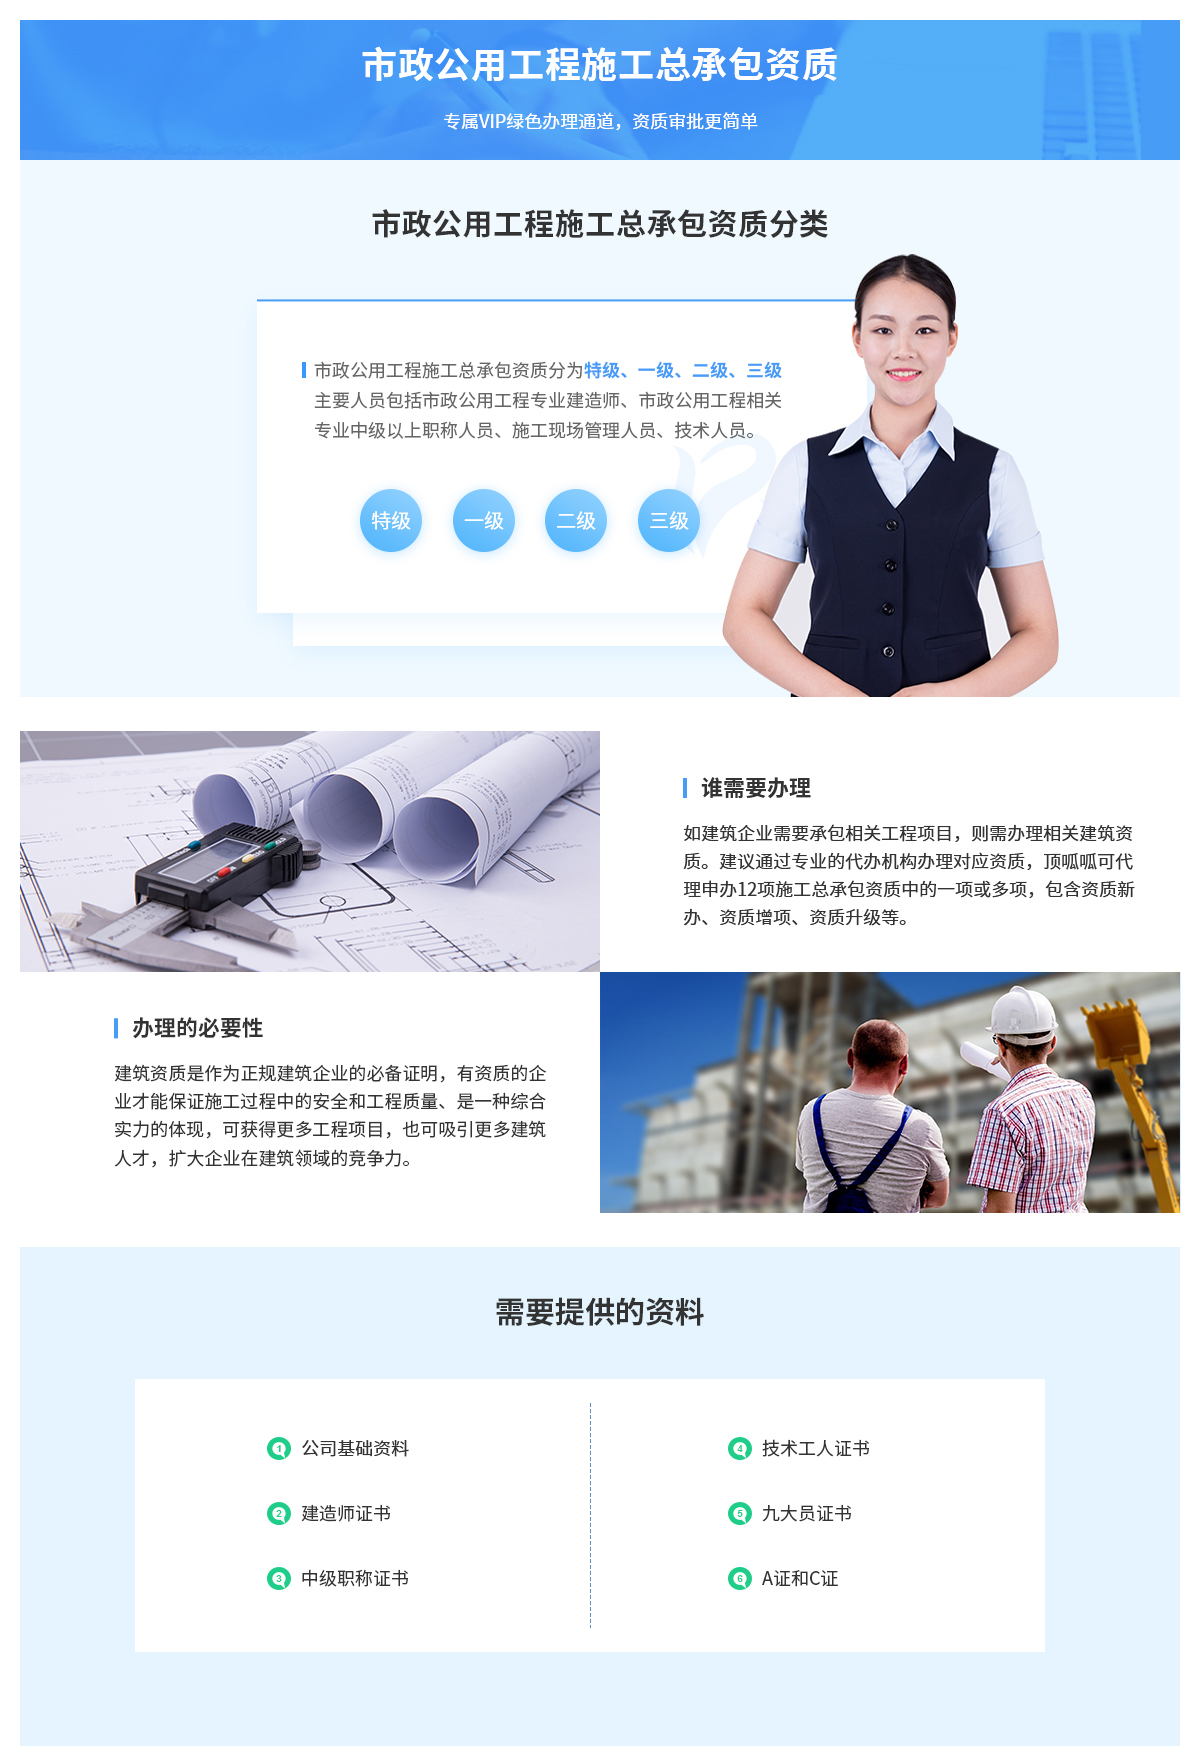 市政公用工程施工总承包资质
专属VIP绿色办理通道，资质审批更简单
市政公用工程施工总承包资质分类
市政公用工程施工总承包资质分为特级、一级、二级、三级
主要人员包括市政公用工程专业建造师、市政公用工程相关
专业中级以上职称人员、施工现场管理人员、技术人员。
特级
一级
二级
三级
谁需要办理
如建筑企业需要承包相关工程项目，则需办理相关建筑资
质。建议通过专业的代办机构办理对应资质，顶呱呱可代
理申办12项施工总承包资质中的一项或多项，包含资质新
办、资质增项、资质升级等。
办理的必要性
建筑资质是作为正规建筑企业的必备证明，有资质的企
业才能保证施工过程中的安全和工程质量、是一种综合
实力的体现，可获得更多工程项目，也可吸引更多建筑
人才，扩大企业在建筑领域的竞争力。
需要提供的资料
1 公司基础资料
2 建造师证书
3 中级职称证书
4 技术工人证书
5 九大员证书
6 A证和C证